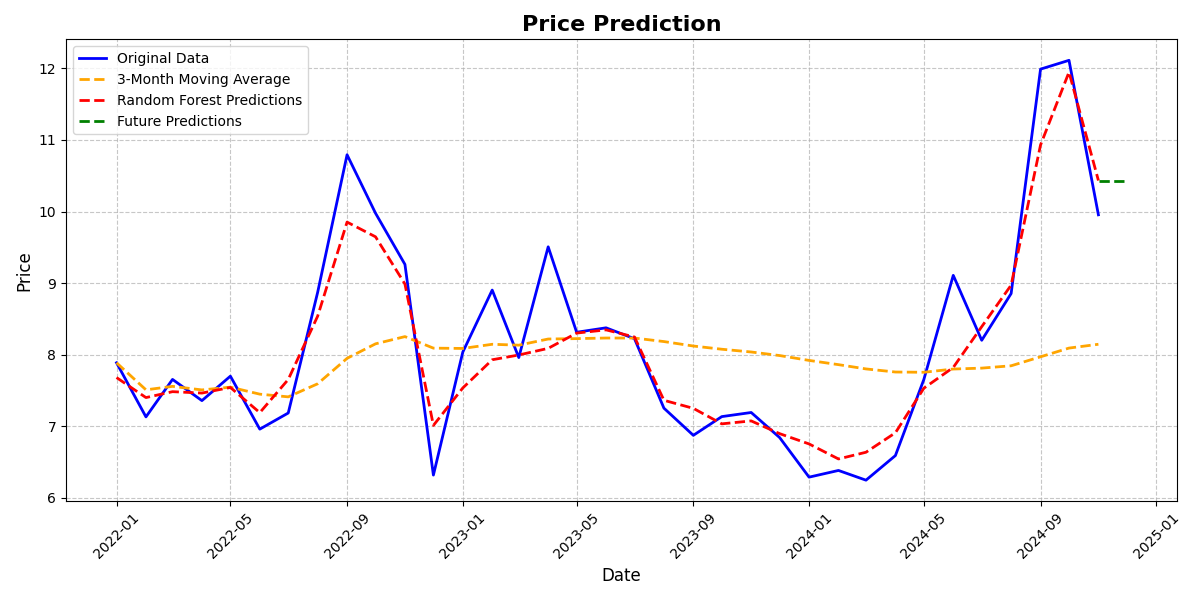 Price Prediction
Original Data
3-Month Moving Average
Random Forest Predictions
Future Predictions
Price
12
11
10
9
8
7
6
2022-01
2022-05
2022-09
2023-01
2023-05
2023-09
2024-01
2024-05
2024-09
2025-01
Date